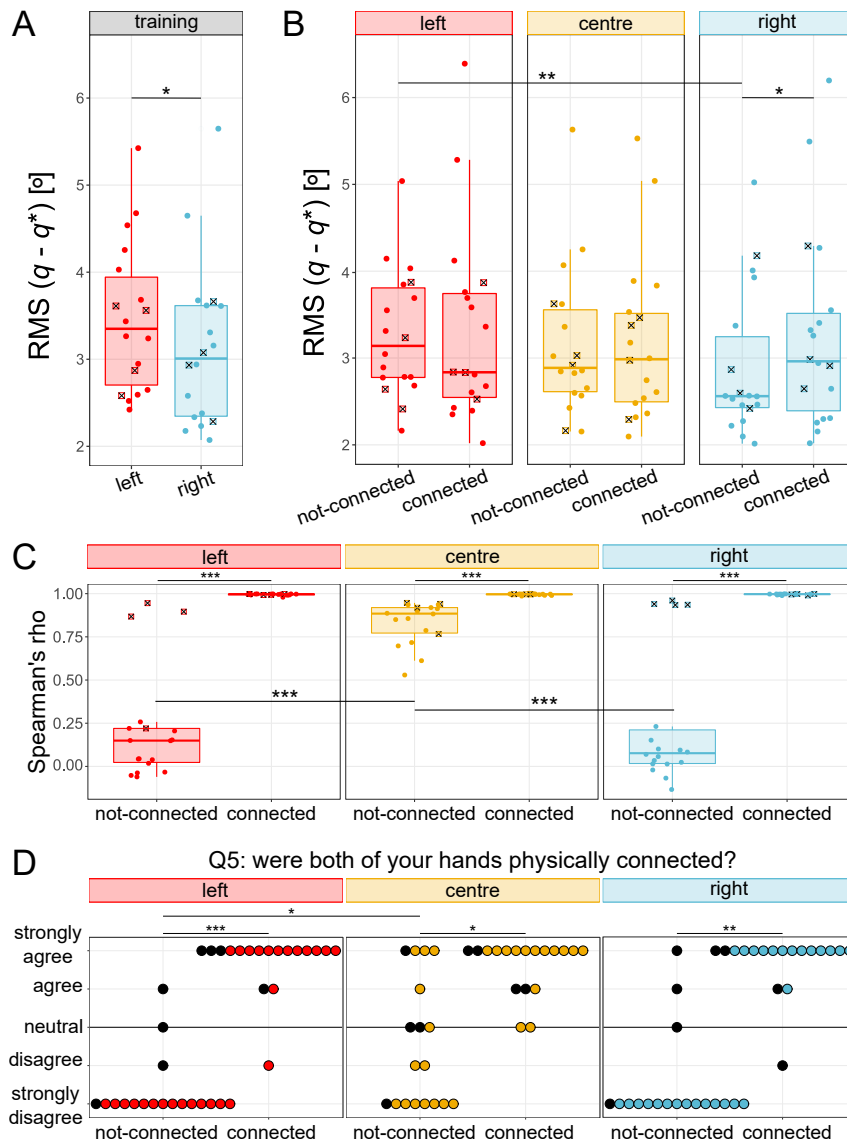 A
training
*
RMS (q - q*) [o]
6
5
4
3
2
left
right
B
left
centre
right
**
*
RMS (q - q*) [o]
6
5
4
3
2
not-connected
connected
not-connected
connected
not-connected
connected
C
left
centre
right
***
***
***
***
***
Spearman's rho
1.00
0.75
0.50
0.25
0.00
not-connected
connected
not-connected
connected
not-connected
connected
D
Q5: were both of your hands physically connected?
left
centre
right
*
***
*
**
strongly
agree
agree
neutral
disagree
strongly
disagree
not-connected
connected
not-connected
connected
not-connected
connected